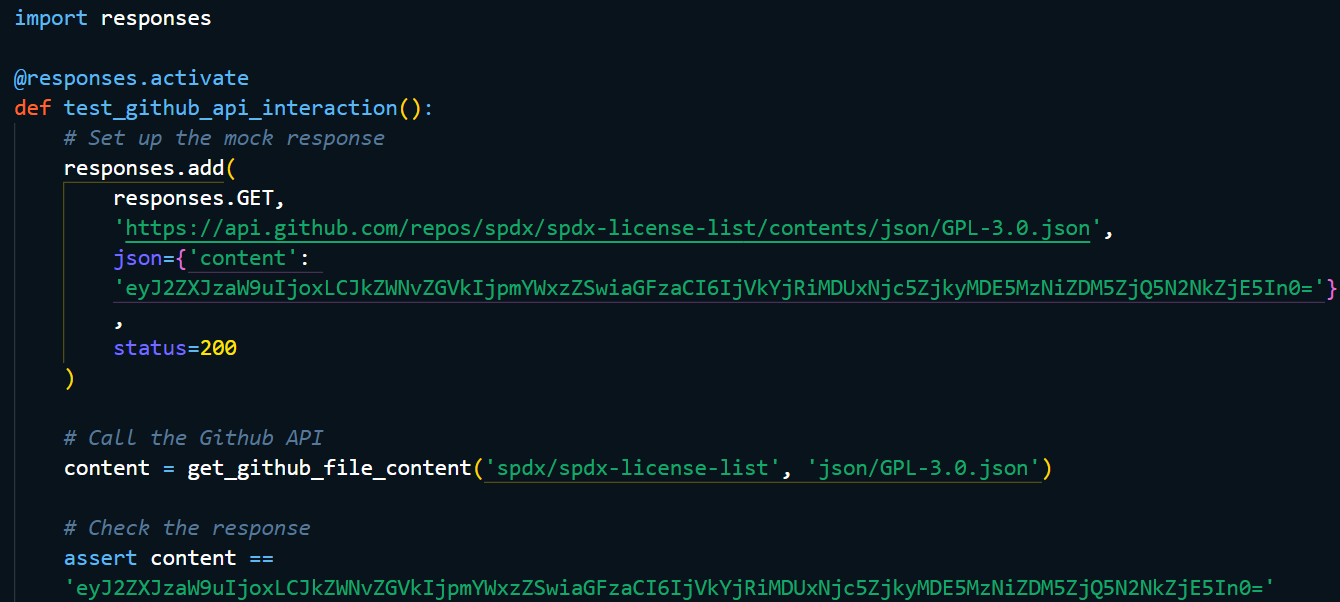 import responses
@responses.activate
def test_github_api_interaction():
# Set up the mock response
responses.add(
responses.GET,
'https://api.github.com/repos/spdx/spdx-license-list/contents/json/GPL-3.0.json',
json={'content':
'eyJ2ZXJzaW9uIjoxLCJkZWNvZGVkIjpmYWxzZSwiaGFzaCI6IjVkYjRiMDUxNjc5ZjkyMDE5MzNiZDM5ZjQ5N2NkZjE5In0='}
,
status=200
)
# Call the Github API
content = get_github_file_content('spdx/spdx-license-list', 'json/GPL-3.0.json')
# Check the response
assert content ==
'eyJ2ZXJzaW9uIjoxLCJkZWNvZGVkIjpmYWxzZSwiaGFzaCI6IjVkYjRiMDUxNjc5ZjkyMDE5MzNiZDM5ZjQ5N2NkZjE5In0='